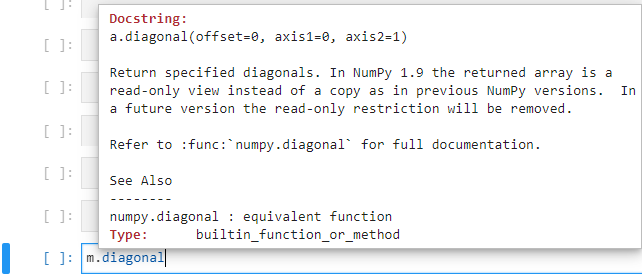 [ ]:
Docstring:
a.diagonal(offset=0, axis1=0, axis2=1)
[ ]:
Return specified diagonals. In NumPy 1.9 the returned array is a
[ ]:
read-only view instead of a copy as in previous NumPy versions.  In
a future version the read-only restriction will be removed.
[ ]:
Refer to :func:`numpy.diagonal` for full documentation.
[ ]:
See Also
--------
[ ]:
numpy.diagonal : equivalent function
Type:      builtin_function_or_method
[ ]: m.diagonal